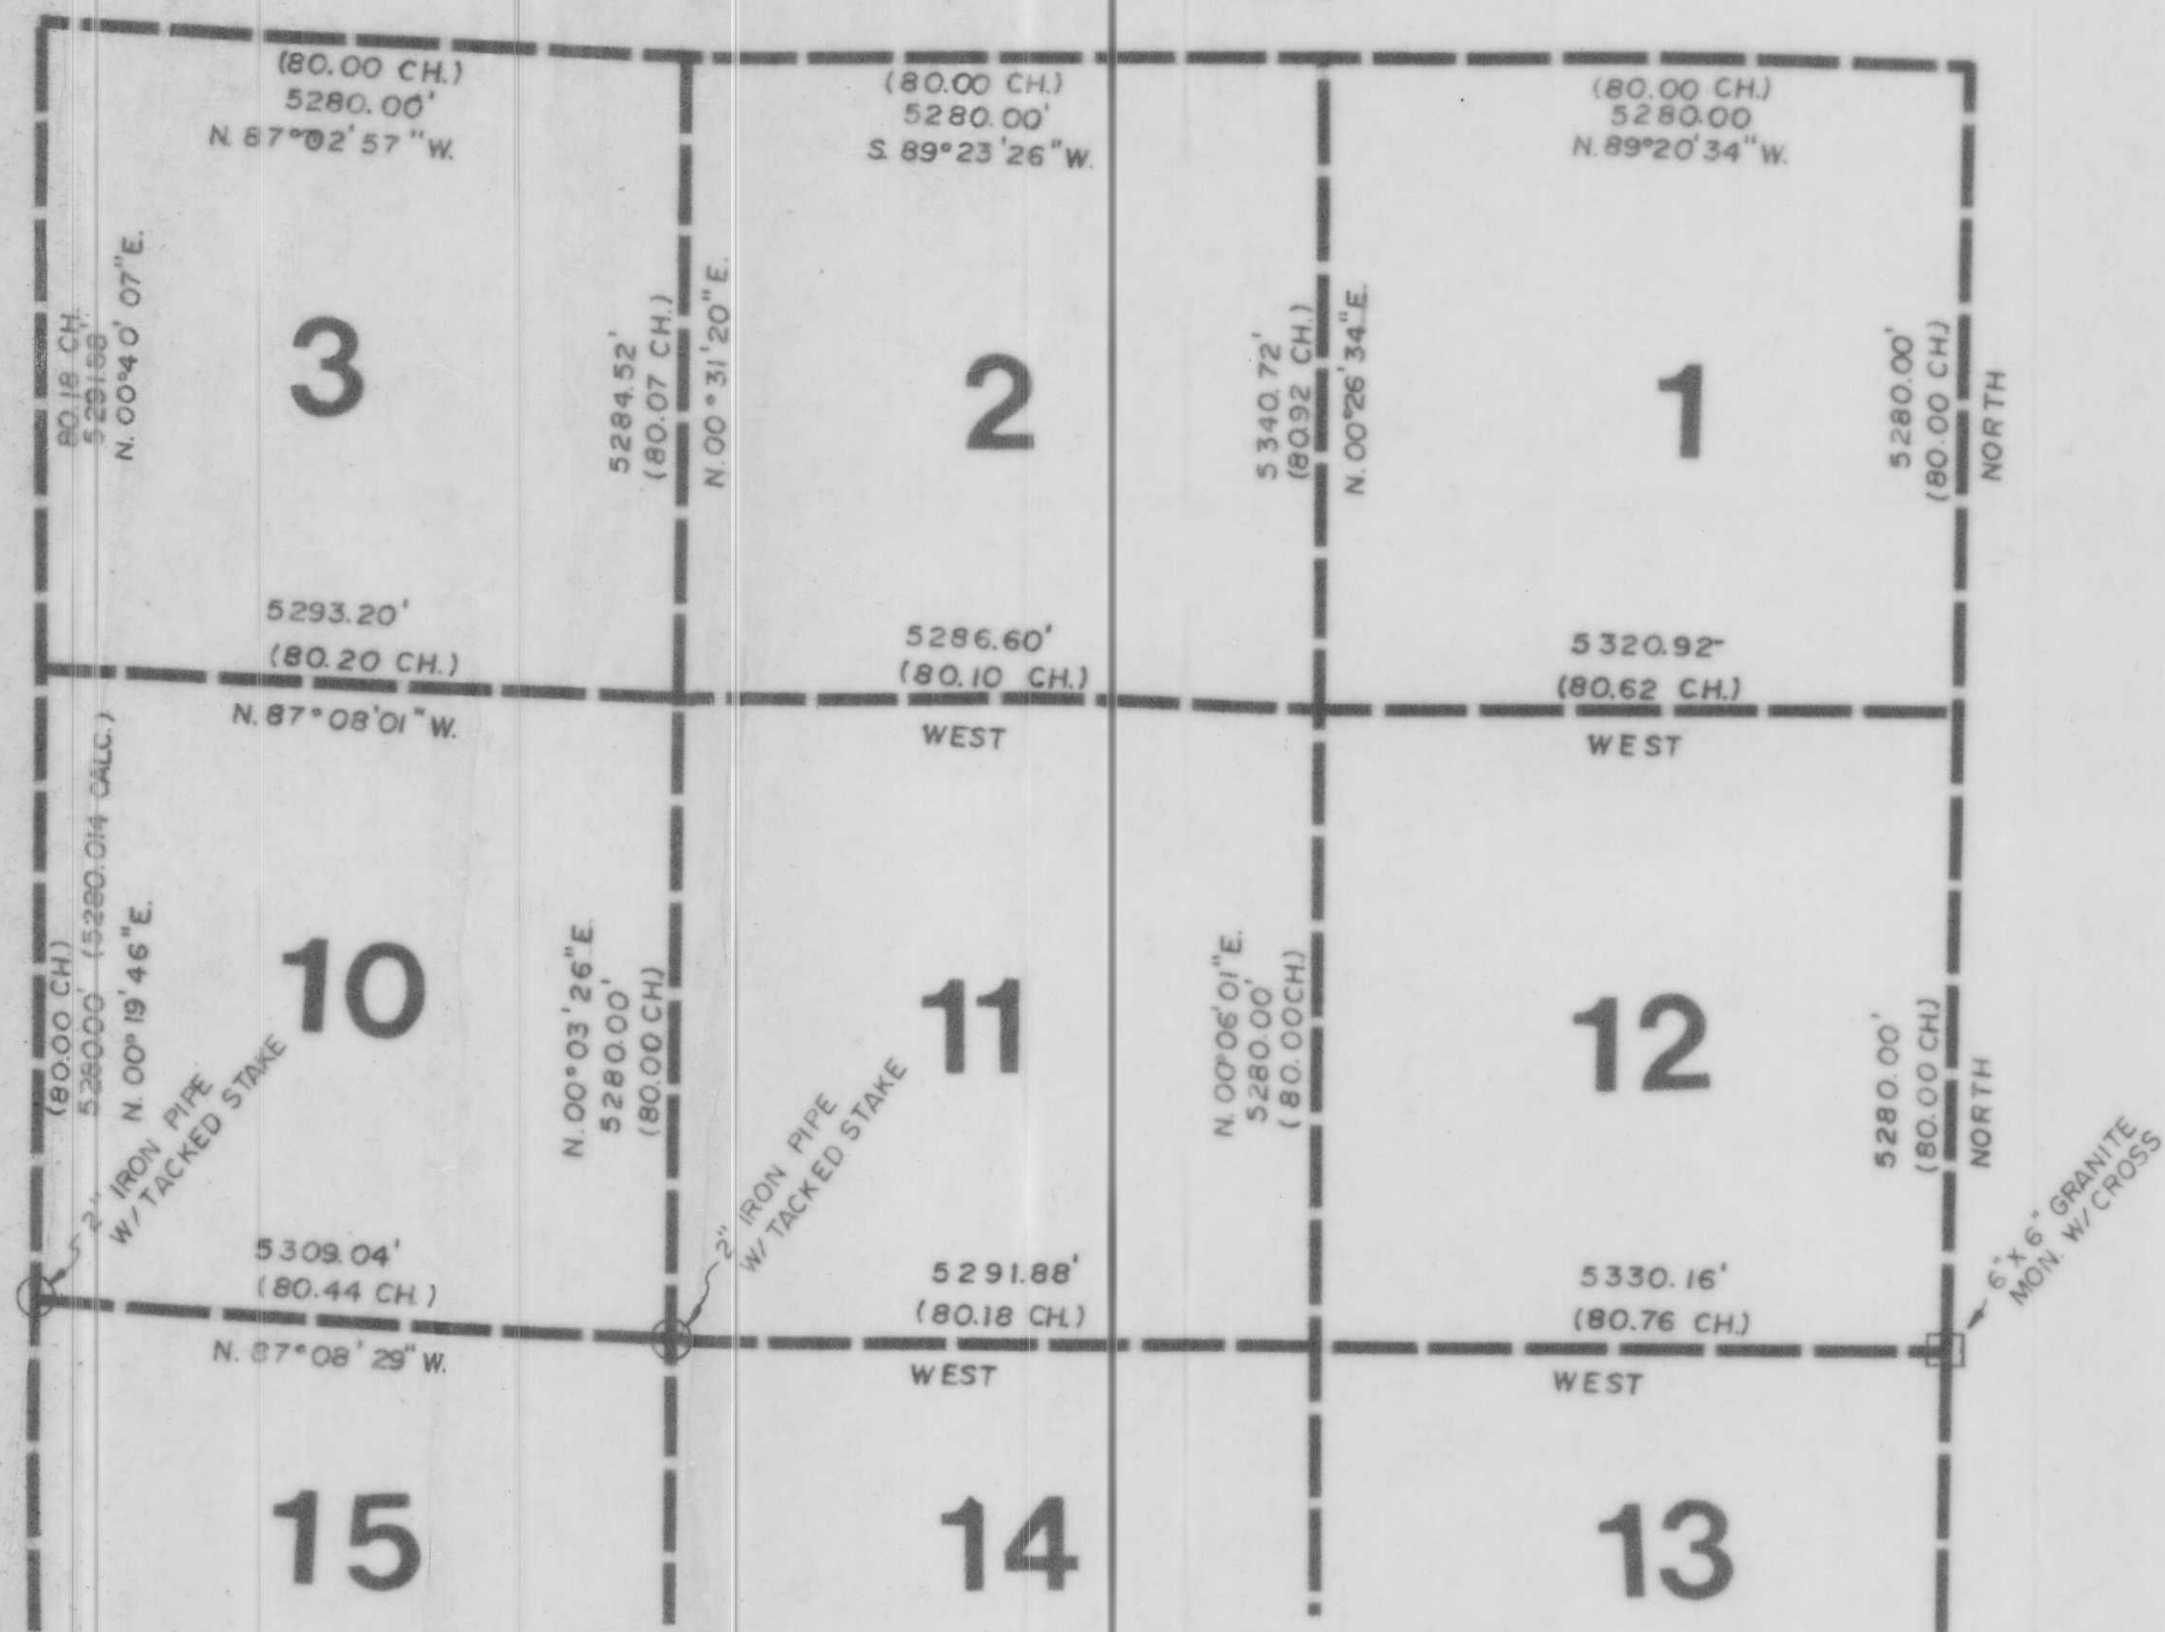 (80.00 CH.)
5280.00'
N. 87°02'57"W.
(80.00 CH.)
5280.00'
S. 89°23'26"W.
(80.00 CH.)
5280.00
N. 89°20'34"W.
80.18 CH.
N. 00°40'07"E.
3
5284.52'
(80.07 CH.)
N. 00°31'20"E.
2
5340.72'
(80.92 CH.)
N. 00°26'34"E.
1
5280.00'
(80.00 CH.)
NORTH
5293.20'
(80.20 CH.)
N. 87°08'01"W.
5286.60'
(80.10 CH.)
WEST
5320.92'
(80.62 CH.)
WEST
(80.00 CH.)
5280.00' (5280.014 CALC.)
N. 00°19'46"E.
10
N. 00°03'26"E.
5280.00'
(80.00 CH.)
11
N. 00°06'01"E.
5280.00'
(80.00CH.)
12
5280.00'
(80.00 CH.)
NORTH
2" IRON PIPE
W/TACKED STAKE
2" IRON PIPE
W/TACKED STAKE
6"X6" GRANITE
MON. W/CROSS
5309.04'
(80.44 CH.)
N. 87°08'29"W.
5291.88'
(80.18 CH.)
WEST
5330.16'
(80.76 CH.)
WEST
15
14
13